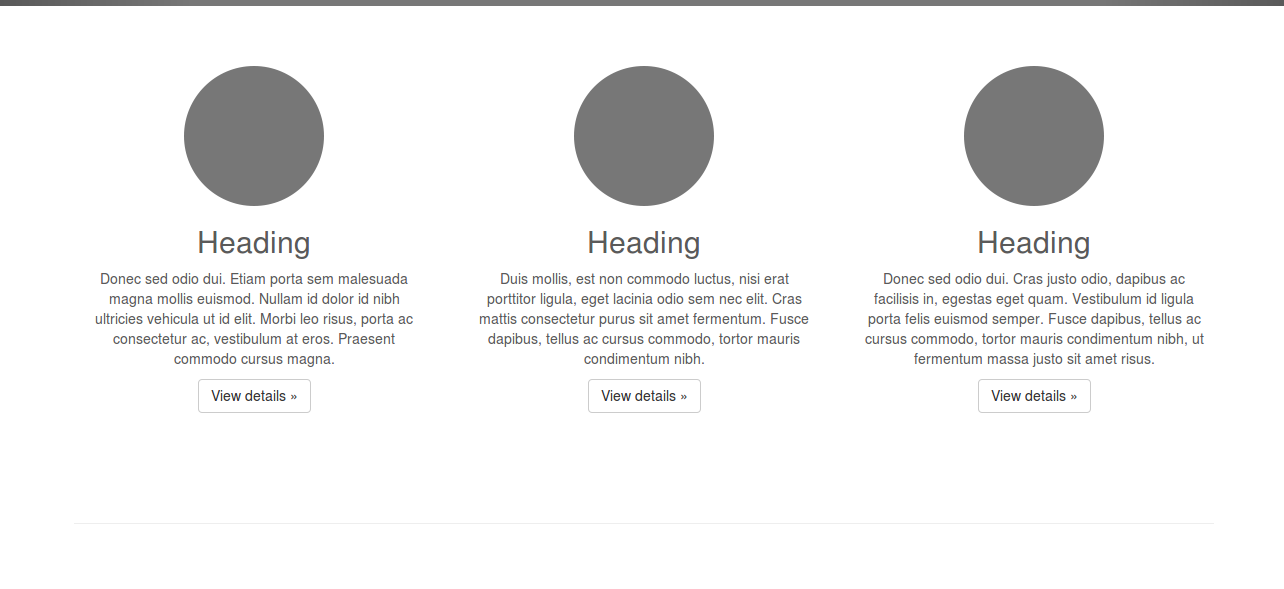 Heading
Donec sed odio dui. Etiam porta sem malesuada
magna mollis euismod. Nullam id dolor id nibh
ultricies vehicula ut id elit. Morbi leo risus, porta ac
consectetur ac, vestibulum at eros. Praesent
commodo cursus magna.
View details »
Heading
Duis mollis, est non commodo luctus, nisi erat
porttitor ligula, eget lacinia odio sem nec elit. Cras
mattis consectetur purus sit amet fermentum. Fusce
dapibus, tellus ac cursus commodo, tortor mauris
condimentum nibh.
View details »
Heading
Donec sed odio dui. Cras justo odio, dapibus ac
facilisis in, egestas eget quam. Vestibulum id ligula
porta felis euismod semper. Fusce dapibus, tellus ac
cursus commodo, tortor mauris condimentum nibh, ut
fermentum massa justo sit amet risus.
View details »